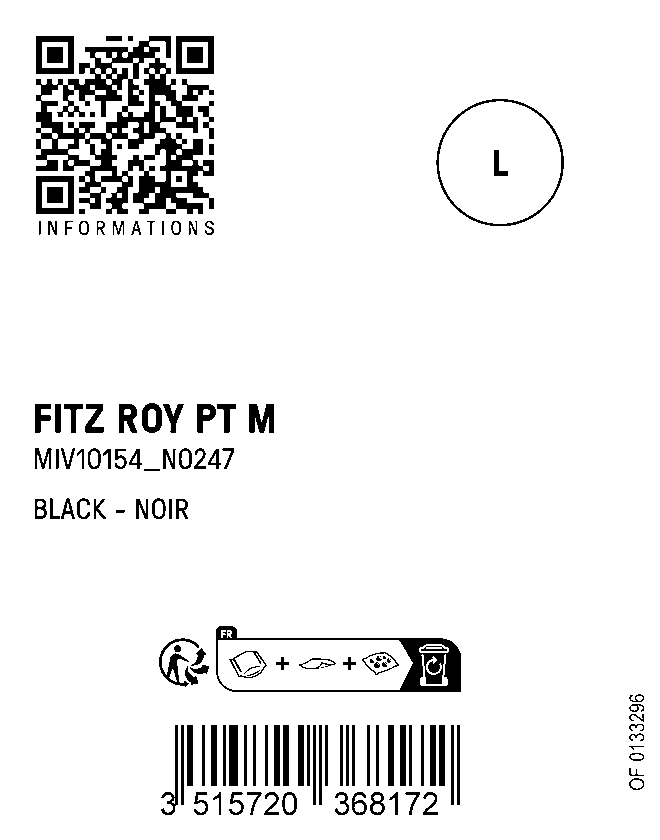 INFORMATIONS
L
FITZ ROY PT M
MIV10154_N0247
BLACK - NOIR
FR
+ +
3 515720 368172
OF 0133296